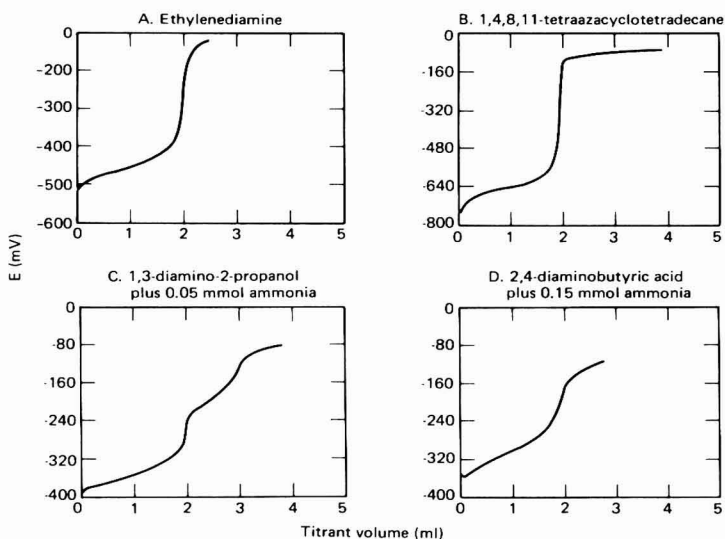 A. Ethylenediamine
0
-100
-200
-300
-400
-500
-600
0 1 2 3 4 5
B. 1,4,8,11-tetraazacyclotetradecane
0
-160
-320
-480
-640
-800
0 1 2 3 4 5
E (mV)
C. 1,3-diamino-2-propanol
plus 0.05 mmol ammonia
0
-80
-160
-240
-320
-400
0 1 2 3 4 5
D. 2,4-diaminobutyric acid
plus 0.15 mmol ammonia
0
-80
-160
-240
-320
-400
0 1 2 3 4 5
Titrant volume (ml)